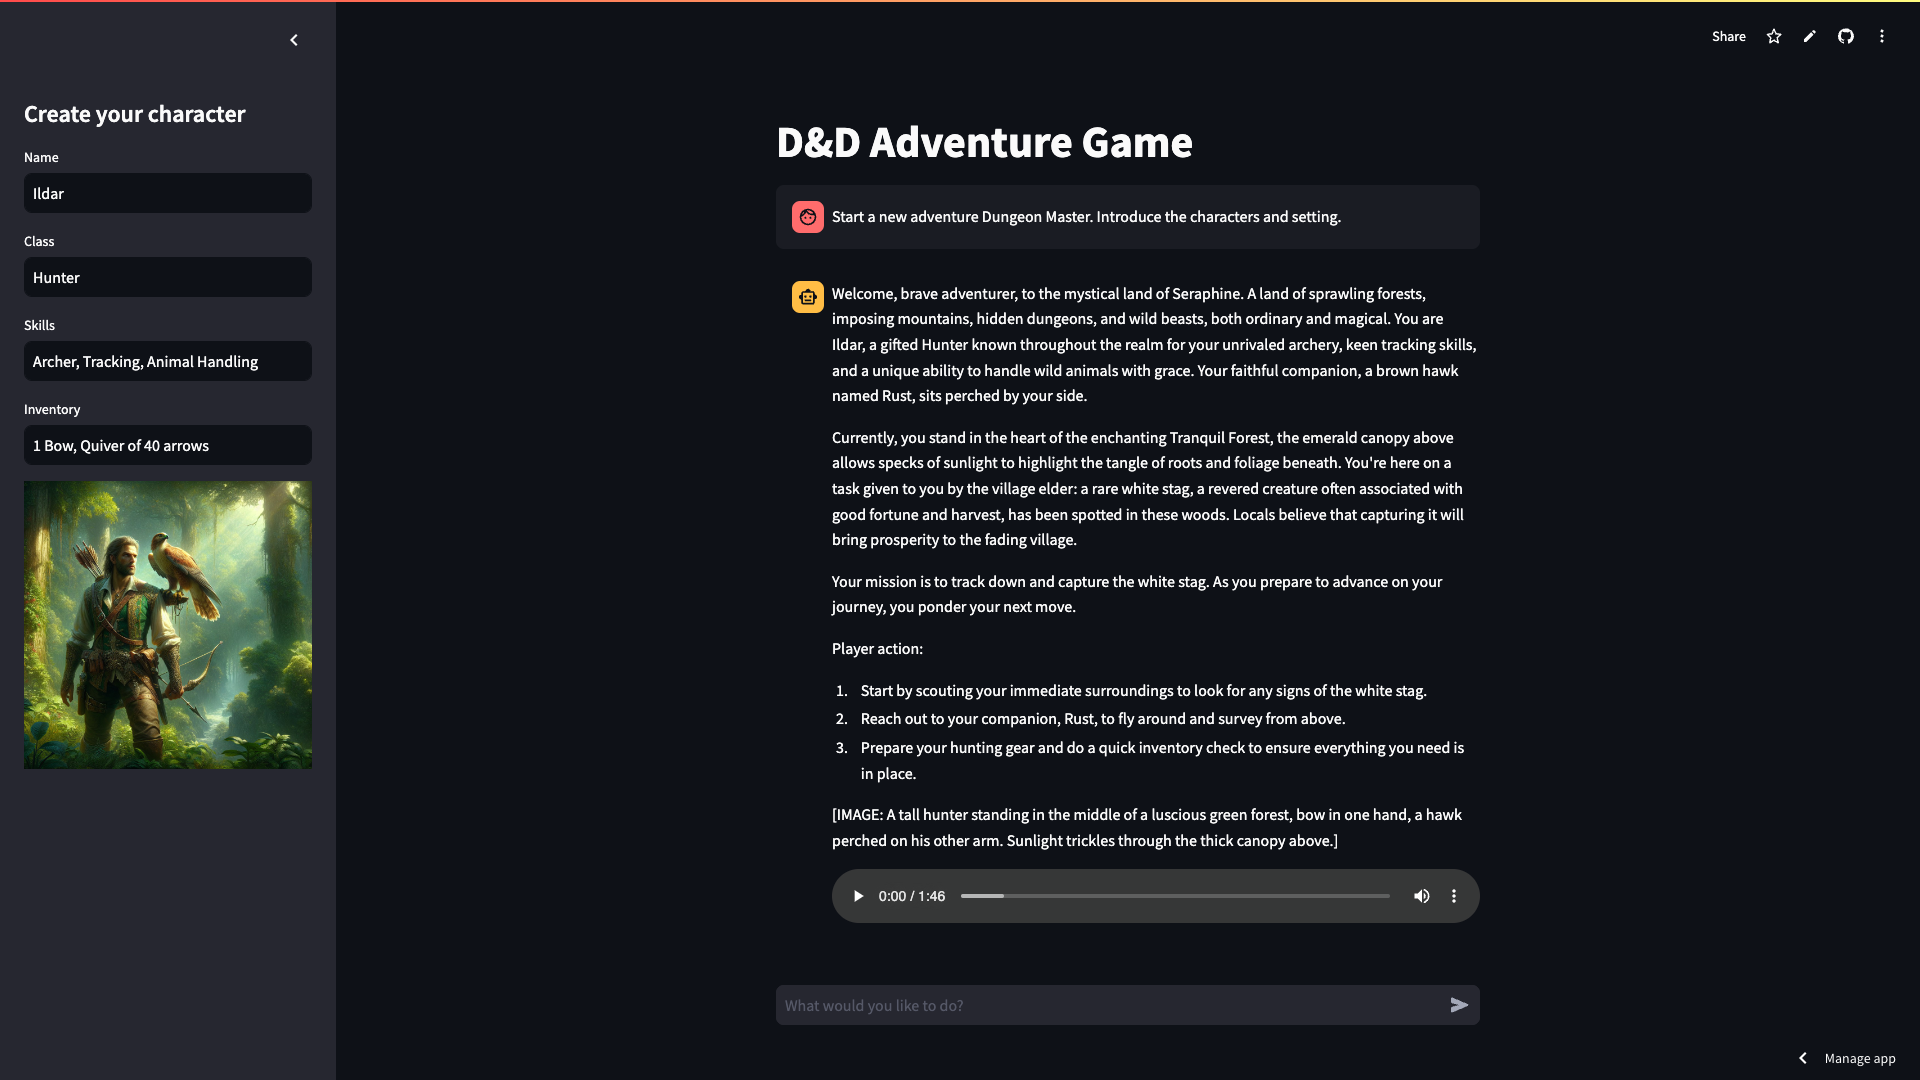 Share
Create your character
Name
Ildar
Class
Hunter
Skills
Archer, Tracking, Animal Handling
Inventory
1 Bow, Quiver of 40 arrows
D&D Adventure Game
Start a new adventure Dungeon Master. Introduce the characters and setting.
Welcome, brave adventurer, to the mystical land of Seraphine. A land of sprawling forests,
imposing mountains, hidden dungeons, and wild beasts, both ordinary and magical. You are
Ildar, a gifted Hunter known throughout the realm for your unrivaled archery, keen tracking skills,
and a unique ability to handle wild animals with grace. Your faithful companion, a brown hawk
named Rust, sits perched by your side.
Currently, you stand in the heart of the enchanting Tranquil Forest, the emerald canopy above
allows specks of sunlight to highlight the tangle of roots and foliage beneath. You're here on a
task given to you by the village elder: a rare white stag, a revered creature often associated with
good fortune and harvest, has been spotted in these woods. Locals believe that capturing it will
bring prosperity to the fading village.
Your mission is to track down and capture the white stag. As you prepare to advance on your
journey, you ponder your next move.
Player action:
1. Start by scouting your immediate surroundings to look for any signs of the white stag.
2. Reach out to your companion, Rust, to fly around and survey from above.
3. Prepare your hunting gear and do a quick inventory check to ensure everything you need is
in place.
[IMAGE: A tall hunter standing in the middle of a luscious green forest, bow in one hand, a hawk
perched on his other arm. Sunlight trickles through the thick canopy above.]
0:00 / 1:46
What would you like to do?
Manage app